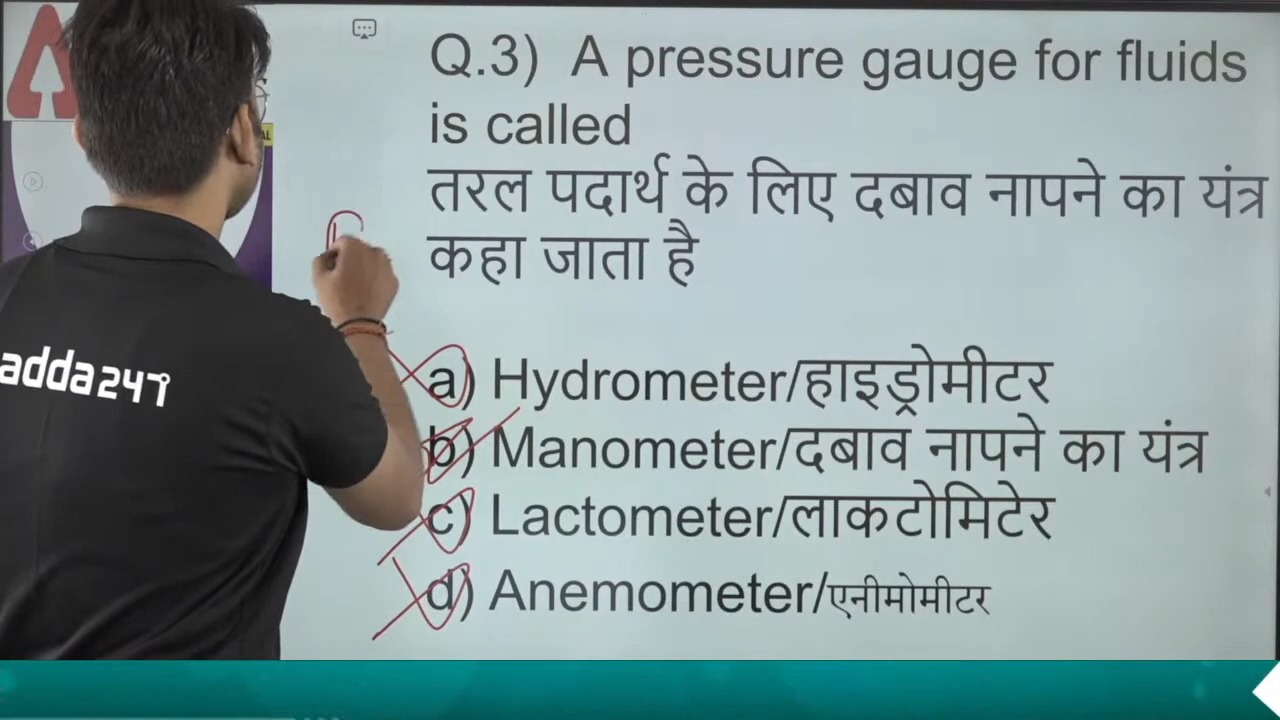 Q.3) A pressure gauge for fluids
is called
तरल पदार्थ के लिए दबाव नापने का यंत्र
कहा जाता है
a) Hydrometer/हाइड्रोमीटर
b) Manometer/दबाव नापने का यंत्र
c) Lactometer/लाकटोमिटेर
d) Anemometer/एनीमोमीटर
adda247